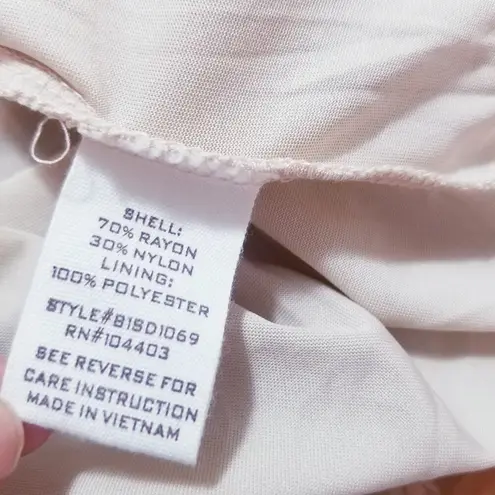 SHELL:
70% RAYON
30% NYLON
LINING:
100% POLYESTER
STYLE#81SD1069
RN#104403
SEE REVERSE FOR
CARE INSTRUCTION
MADE IN VIETNAM